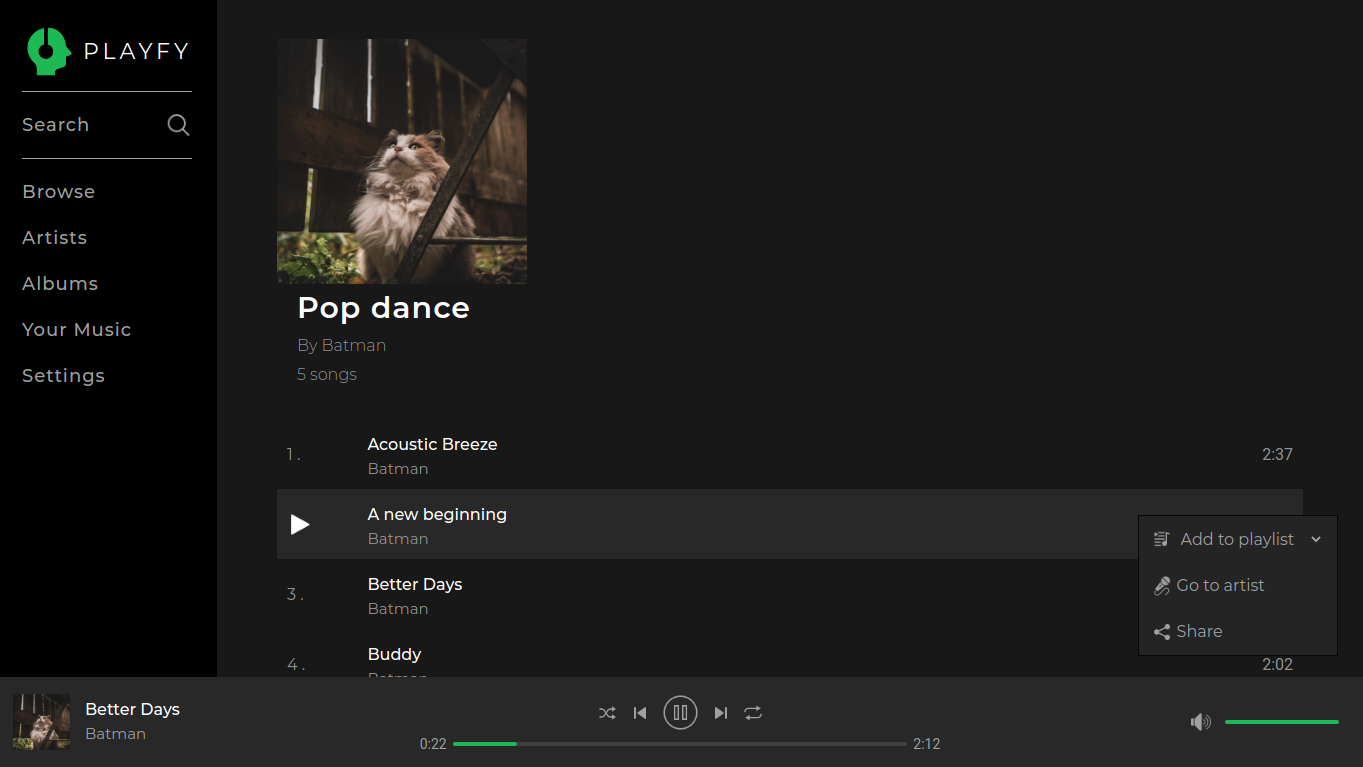 PLAYFY
Search
Browse
Artists
Albums
Your Music
Settings
Pop dance
By Batman
5 songs
1 .
Acoustic Breeze
Batman
2:37
A new beginning
Batman
3 .
Better Days
Batman
4 .
Buddy
Batman
2:02
Add to playlist
Go to artist
Share
Better Days
Batman
0:22
2:12